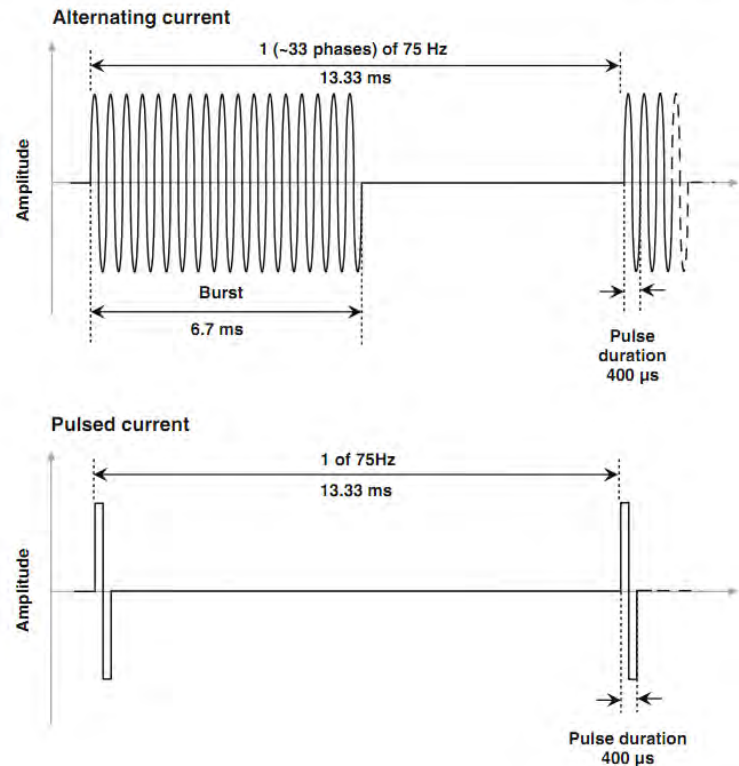 Alternating current
1 (~33 phases) of 75 Hz
13.33 ms
Amplitude
Burst
6.7 ms
Pulse
duration
400 µs
Pulsed current
1 of 75Hz
13.33 ms
Amplitude
Pulse duration
400 µs